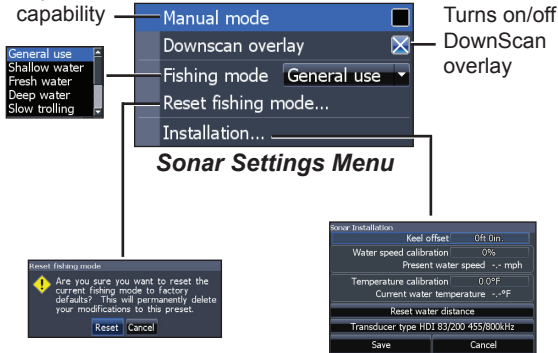 capability
Manual mode
Downscan overlay
Fishing mode General use
Reset fishing mode...
Installation...
Turns on/off
DownScan
overlay
General use
Shallow water
Fresh water
Deep water
Slow trolling
Sonar Settings Menu
Reset fishing mode
Are you sure you want to reset the
current fishing mode to factory
defaults? This will permanently delete
your modifications to this preset.
Reset Cancel
Sonar Installation
Keel offset 0ft 0in.
Water speed calibration 0%
Present water speed -.- mph
Temperature calibration 0.0°F
Current water temperature -.-°F
Reset water distance
Transducer type HDI 83/200 455/800kHz
Save Cancel